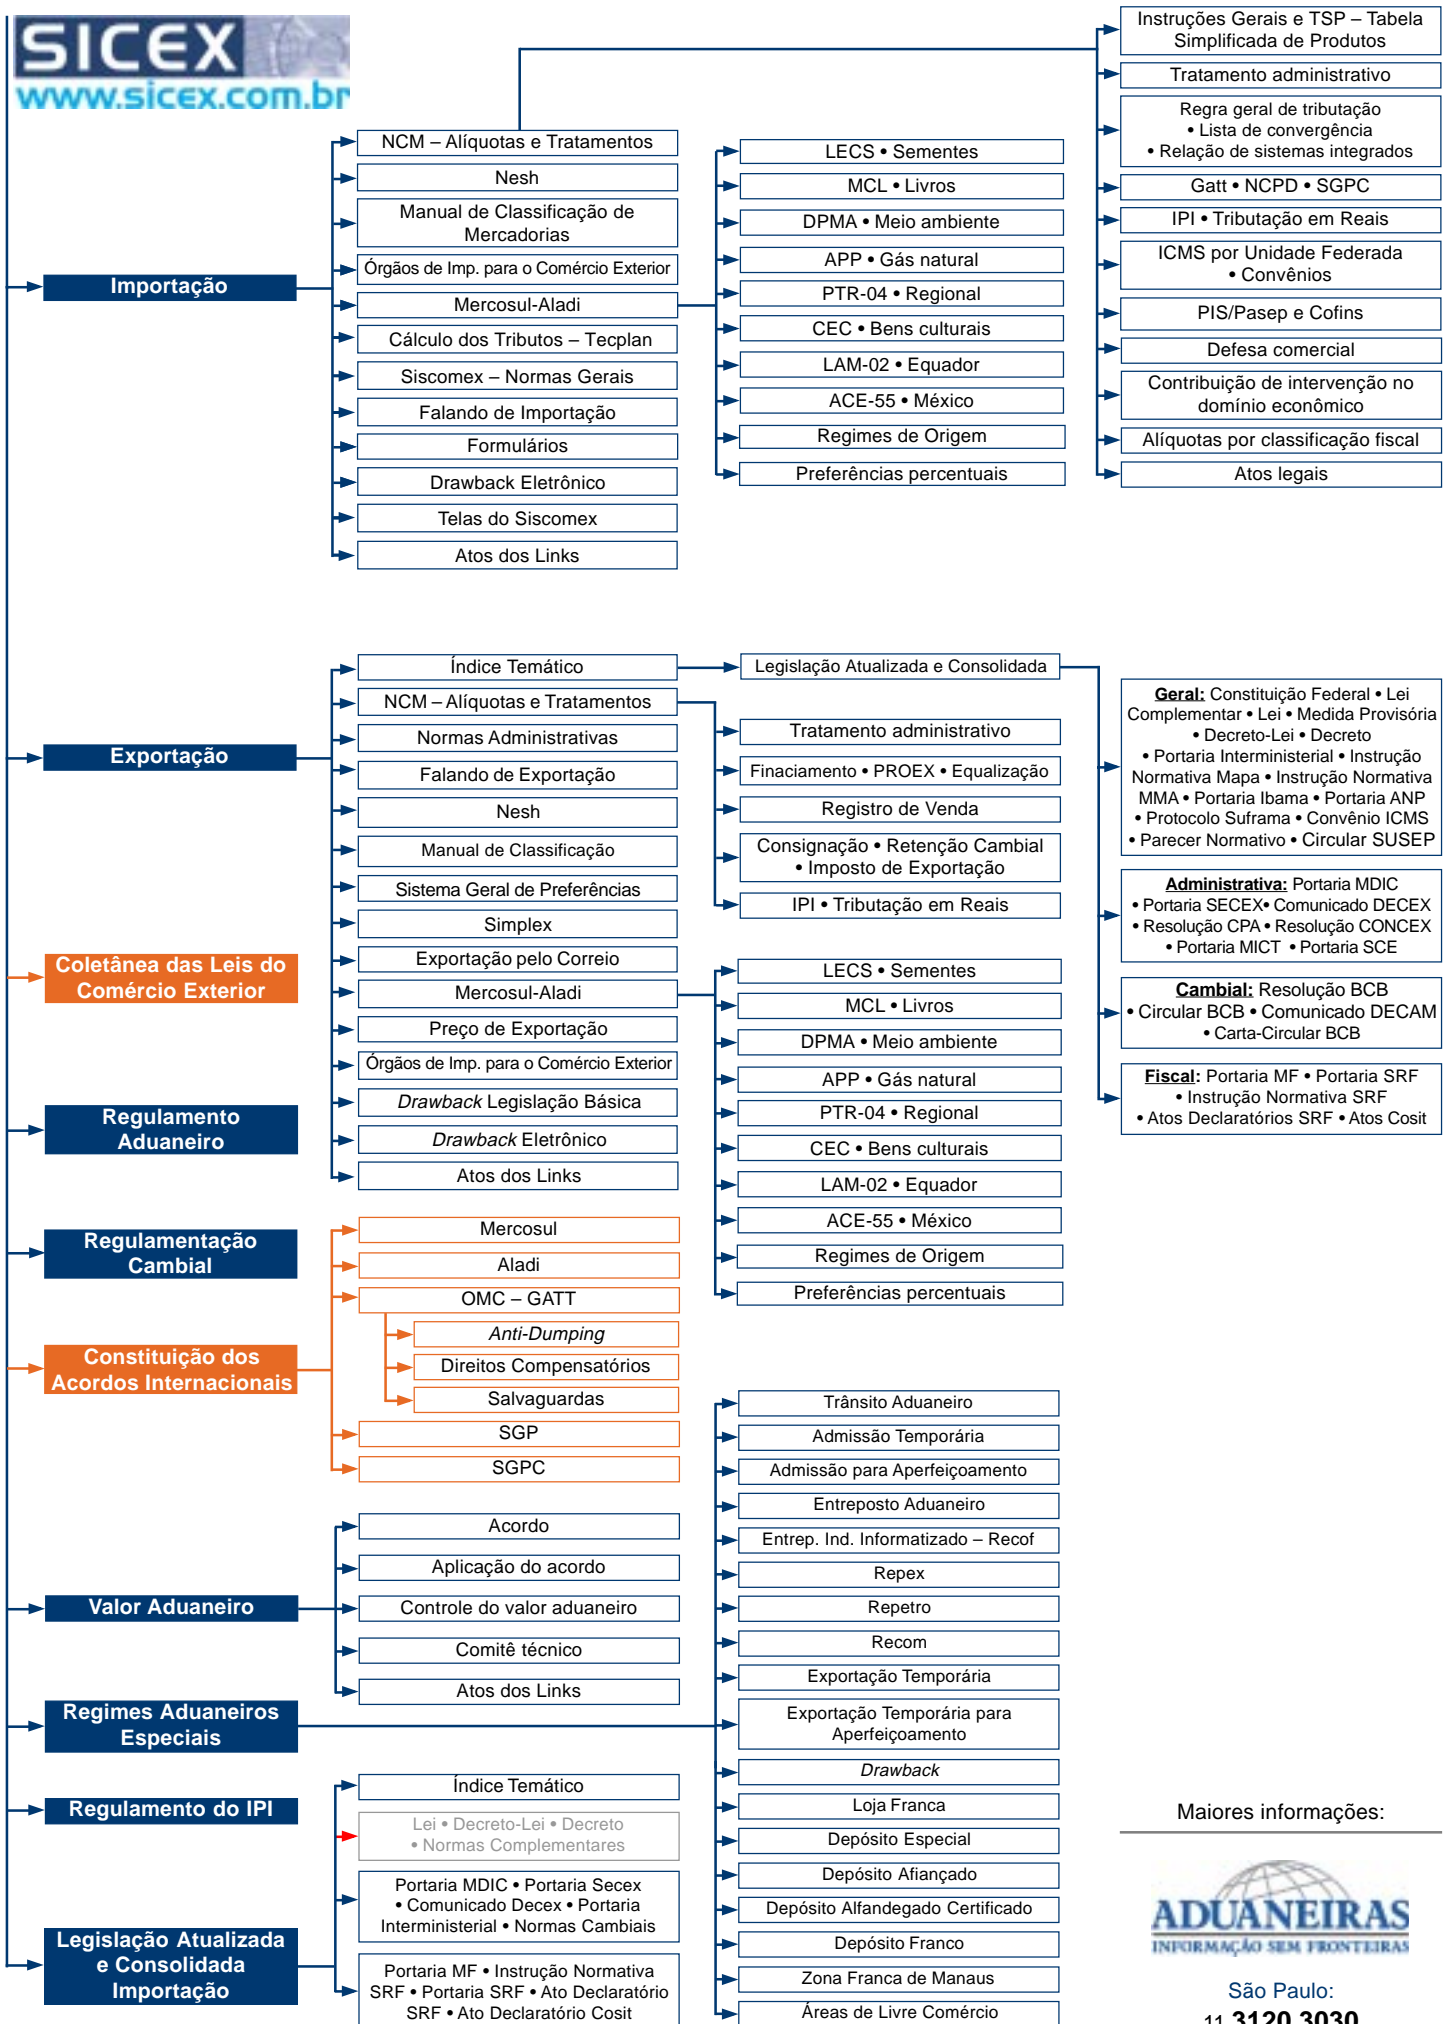 SICEX
www.sicex.com.br
Importação
NCM – Alíquotas e Tratamentos
Nesh
Manual de Classificação de
Mercadorias
Órgãos de Imp. para o Comércio Exterior
Mercosul-Aladi
Cálculo dos Tributos – Tecplan
Siscomex – Normas Gerais
Falando de Importação
Formulários
Drawback Eletrônico
Telas do Siscomex
Atos dos Links
LECS • Sementes
MCL • Livros
DPMA • Meio ambiente
APP • Gás natural
PTR-04 • Regional
CEC • Bens culturais
LAM-02 • Equador
ACE-55 • México
Regimes de Origem
Preferências percentuais
Instruções Gerais e TSP – Tabela
Simplificada de Produtos
Tratamento administrativo
Regra geral de tributação
• Lista de convergência
• Relação de sistemas integrados
Gatt • NCPD • SGPC
IPI • Tributação em Reais
ICMS por Unidade Federada
• Convênios
PIS/Pasep e Cofins
Defesa comercial
Contribuição de intervenção no
domínio econômico
Alíquotas por classificação fiscal
Atos legais
Exportação
Índice Temático
NCM – Alíquotas e Tratamentos
Normas Administrativas
Falando de Exportação
Nesh
Manual de Classificação
Sistema Geral de Preferências
Simplex
Exportação pelo Correio
Mercosul-Aladi
Preço de Exportação
Órgãos de Imp. para o Comércio Exterior
Drawback Legislação Básica
Drawback Eletrônico
Atos dos Links
Legislação Atualizada e Consolidada
Tratamento administrativo
Finaciamento • PROEX • Equalização
Registro de Venda
Consignação • Retenção Cambial
• Imposto de Exportação
IPI • Tributação em Reais
LECS • Sementes
MCL • Livros
DPMA • Meio ambiente
APP • Gás natural
PTR-04 • Regional
CEC • Bens culturais
LAM-02 • Equador
ACE-55 • México
Regimes de Origem
Preferências percentuais
Geral: Constituição Federal • Lei
Complementar • Lei • Medida Provisória
• Decreto-Lei • Decreto
• Portaria Interministerial • Instrução
Normativa Mapa • Instrução Normativa
MMA • Portaria Ibama • Portaria ANP
• Protocolo Suframa • Convênio ICMS
• Parecer Normativo • Circular SUSEP
Administrativa: Portaria MDIC
• Portaria SECEX• Comunicado DECEX
• Resolução CPA • Resolução CONCEX
• Portaria MICT • Portaria SCE
Cambial: Resolução BCB
• Circular BCB • Comunicado DECAM
• Carta-Circular BCB
Fiscal: Portaria MF • Portaria SRF
• Instrução Normativa SRF
• Atos Declaratórios SRF • Atos Cosit
Coletânea das Leis do
Comércio Exterior
Regulamento
Aduaneiro
Regulamentação
Cambial
Constituição dos
Acordos Internacionais
Mercosul
Aladi
OMC – GATT
Anti-Dumping
Direitos Compensatórios
Salvaguardas
SGP
SGPC
Valor Aduaneiro
Acordo
Aplicação do acordo
Controle do valor aduaneiro
Comitê técnico
Atos dos Links
Regimes Aduaneiros
Especiais
Trânsito Aduaneiro
Admissão Temporária
Admissão para Aperfeiçoamento
Entreposto Aduaneiro
Entrep. Ind. Informatizado – Recof
Repex
Repetro
Recom
Exportação Temporária
Exportação Temporária para
Aperfeiçoamento
Drawback
Loja Franca
Depósito Especial
Depósito Afiançado
Depósito Alfandegado Certificado
Depósito Franco
Zona Franca de Manaus
Áreas de Livre Comércio
Regulamento do IPI
Legislação Atualizada
e Consolidada
Importação
Índice Temático
Lei • Decreto-Lei • Decreto
• Normas Complementares
Portaria MDIC • Portaria Secex
• Comunicado Decex • Portaria
Interministerial • Normas Cambiais
Portaria MF • Instrução Normativa
SRF • Portaria SRF • Ato Declaratório
SRF • Ato Declaratório Cosit
Maiores informações:
ADUANEIRAS
INFORMAÇÃO SEM FRONTEIRAS
São Paulo:
11 3120 3030